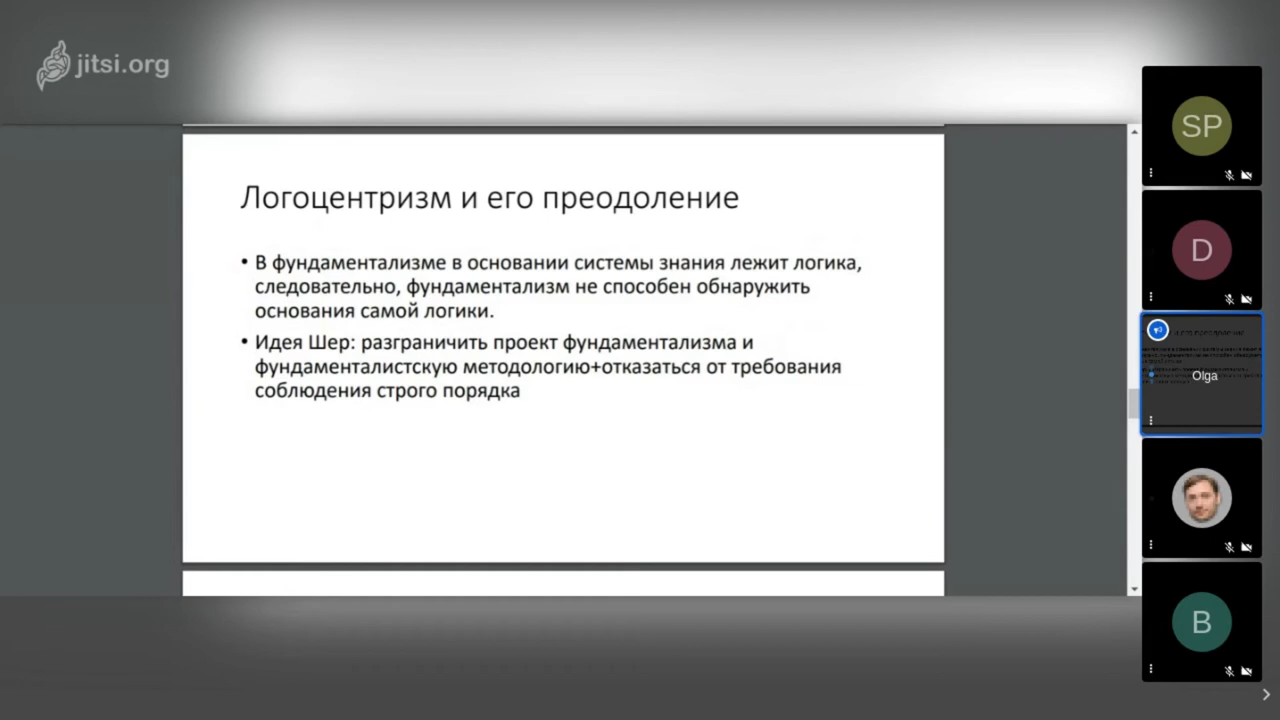 jitsi.org
Логоцентризм и его преодоление
• В фундаментализме в основании системы знания лежит логика,
следовательно, фундаментализм не способен обнаружить
основания самой логики.
• Идея Шер: разграничить проект фундаментализма и
фундаменталистскую методологию+отказаться от требования
соблюдения строго порядка
SP
D
Olga
B